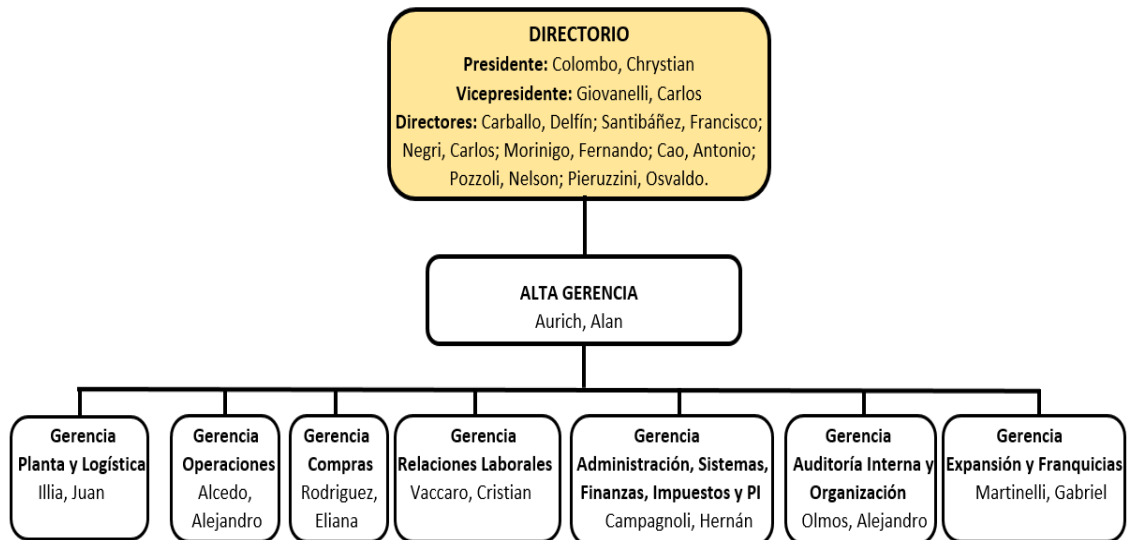 DIRECTORIO
Presidente: Colombo, Chrystian
Vicepresidente: Giovanelli, Carlos
Directores: Carballo, Delfín; Santibáñez, Francisco;
Negri, Carlos; Morinigo, Fernando; Cao, Antonio;
Pozzoli, Nelson; Pieruzzini, Osvaldo.
ALTA GERENCIA
Aurich, Alan
Gerencia
Planta y Logística
Illia, Juan
Gerencia
Operaciones
Alcedo,
Alejandro
Gerencia
Compras
Rodriguez,
Eliana
Gerencia
Relaciones Laborales
Vaccaro, Cristian
Gerencia
Administración, Sistemas,
Finanzas, Impuestos y PI
Campagnoli, Hernán
Gerencia
Auditoría Interna y
Organización
Olmos, Alejandro
Gerencia
Expansión y Franquicias
Martinelli, Gabriel